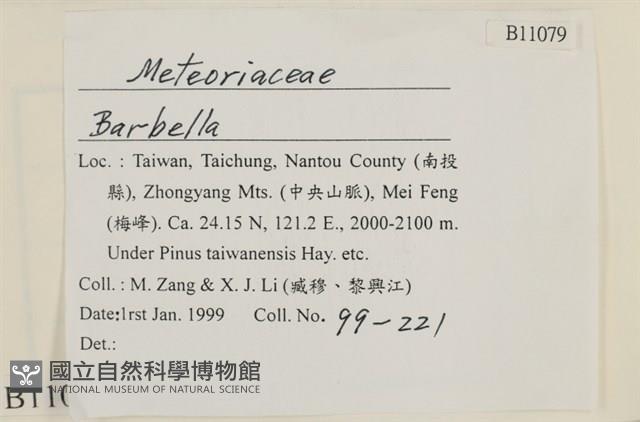 B11079
Meteoriaceae
Barbella
Loc. : Taiwan, Taichung, Nantou County (南投
縣), Zhongyang Mts. (中央山脈), Mei Feng
(梅峰). Ca. 24.15 N, 121.2 E., 2000-2100 m.
Under Pinus taiwanensis Hay. etc.
Coll. : M. Zang & X. J. Li (臧穆、黎興江)
Date:1rst Jan. 1999 Coll. No. 99-221
Det.:
國立自然科學博物館
NATIONAL MUSEUM OF NATURAL SCIENCE